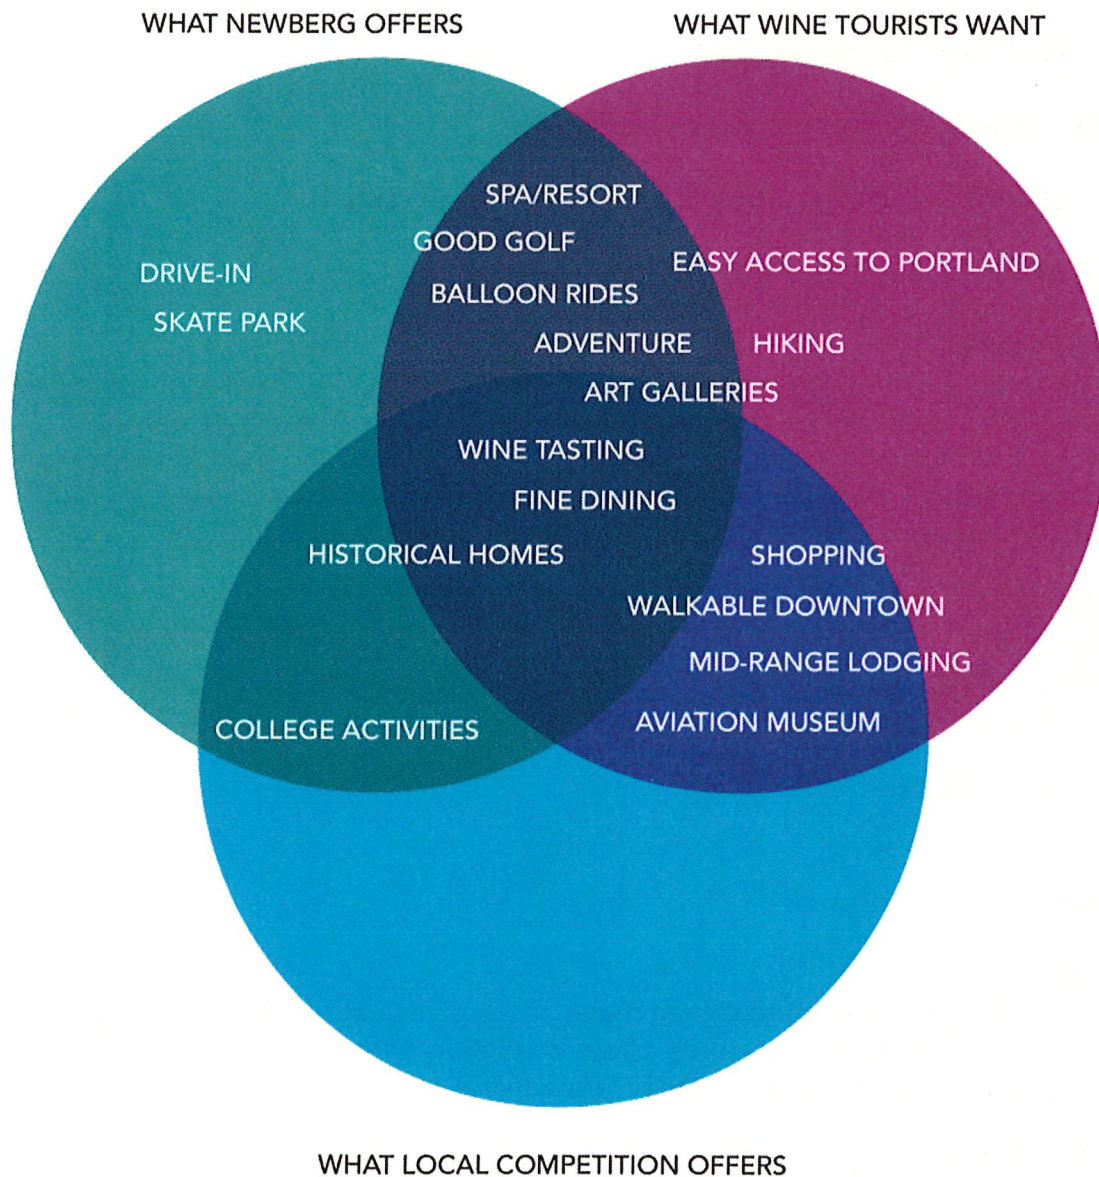 WHAT NEWBERG OFFERS
WHAT WINE TOURISTS WANT
SPA/RESORT
GOOD GOLF
EASY ACCESS TO PORTLAND
DRIVE-IN
BALLOON RIDES
SKATE PARK
ADVENTURE
HIKING
ART GALLERIES
WINE TASTING
FINE DINING
HISTORICAL HOMES
SHOPPING
WALKABLE DOWNTOWN
MID-RANGE LODGING
COLLEGE ACTIVITIES
AVIATION MUSEUM
WHAT LOCAL COMPETITION OFFERS